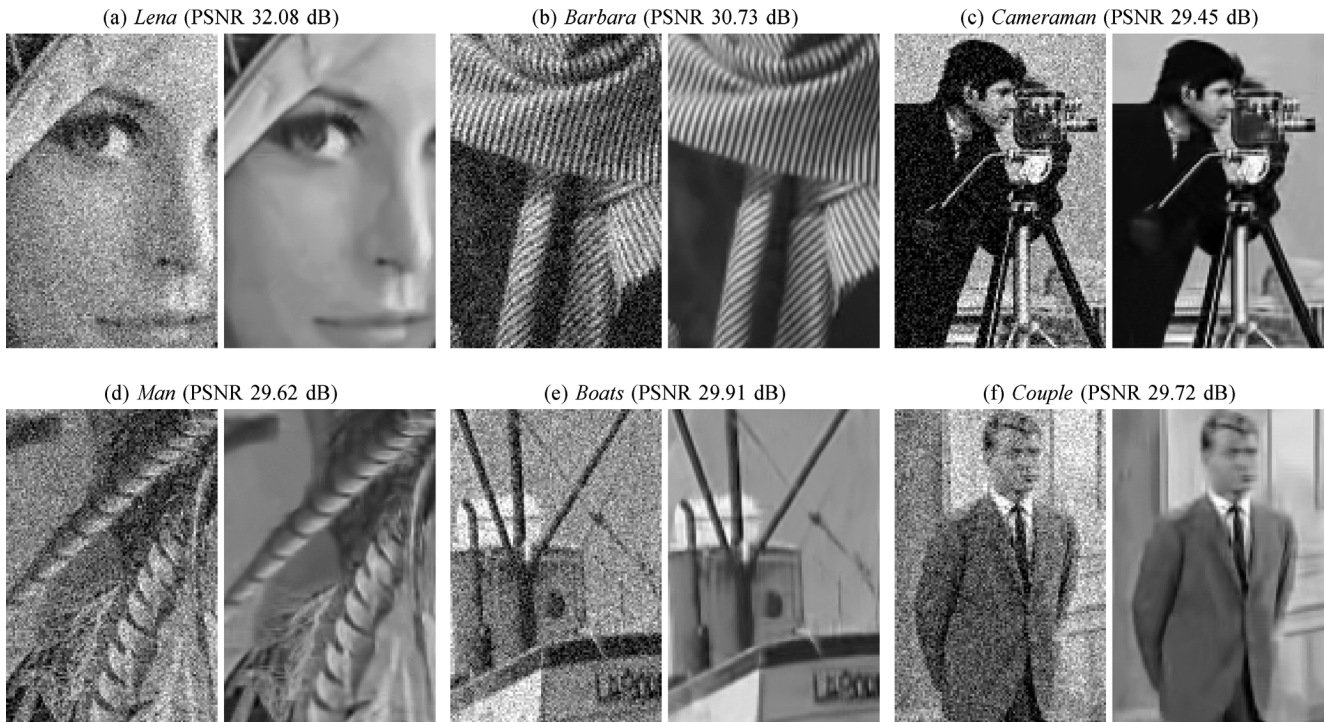 (a) Lena (PSNR 32.08 dB)
(b) Barbara (PSNR 30.73 dB)
(c) Cameraman (PSNR 29.45 dB)
(d) Man (PSNR 29.62 dB)
(e) Boats (PSNR 29.91 dB)
(f) Couple (PSNR 29.72 dB)